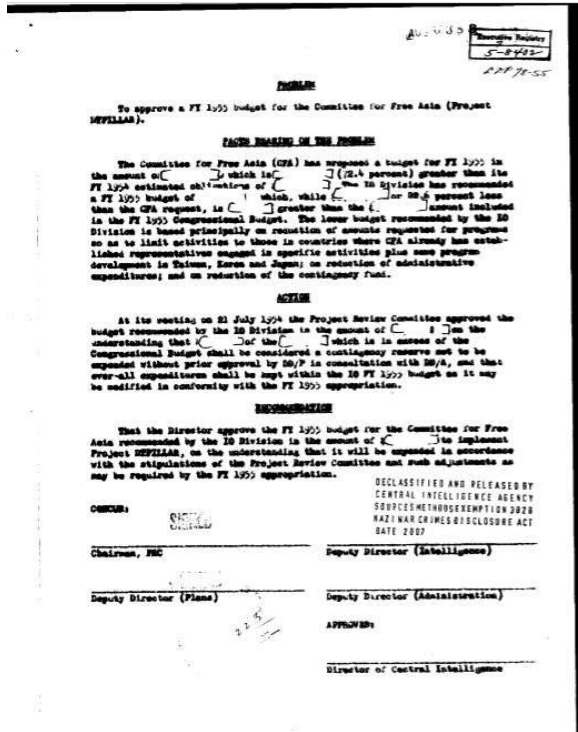 Executive Registry
5-8402
PROBLEM
To approve a FY 1955 budget for the Committee for Free Asia (Project
DTPILLAR).
FACTS BEARING ON THE PROBLEM
The Committee for Free Asia (CFA) has proposed a budget for FY 1955 in
the amount of [ ], which is [ ] (72.4 percent) greater than its
FY 1954 estimated obligations of [ ]. The IO Division has recommended
a FY 1955 budget of which, while [ ] or percent less
than the CFA request, is [ ] greater than the [ ] amount included
in the FY 1955 Congressional Budget. The lower budget recommended by the IO
Division is based principally on reduction of amounts requested for programs
so as to limit activities to those in countries where CFA already has estab-
lished representatives engaged in specific activities plus some program
development in Taiwan, Korea and Japan; on reduction of administrative
expenditures; and on reduction of the contingency fund.
ACTION
At its meeting on 21 July 1954 the Project Review Committee approved the
budget recommended by the IO Division in the amount of [ ] on the
understanding that [ ] of the [ ] which is in excess of the
Congressional Budget shall be considered a contingency reserve not to be
expended without prior approval by DD/P in consultation with DD/A, and that
over-all expenditures shall be kept within the IO FY 1955 budget as it may
be modified in conformity with the FY 1955 appropriation.
RECOMMENDATION
That the Director approve the FY 1955 budget for the Committee for Free
Asia recommended by the IO Division in the amount of [ ] to implement
Project DTPILLAR, on the understanding that it will be expended in accordance
with the stipulations of the Project Review Committee and such adjustments as
may be required by the FY 1955 appropriation.
DECLASSIFIED AND RELEASED BY
CENTRAL INTELLIGENCE AGENCY
SOURCES METHODS EXEMPTION 3828
NAZI WAR CRIMES DISCLOSURE ACT
DATE 2007
CONCUR:
SIGNED
Chairman, PRC
Deputy Director (Intelligence)
Deputy Director (Plans)
Deputy Director (Administration)
225
APPROVED:
Director of Central Intelligence